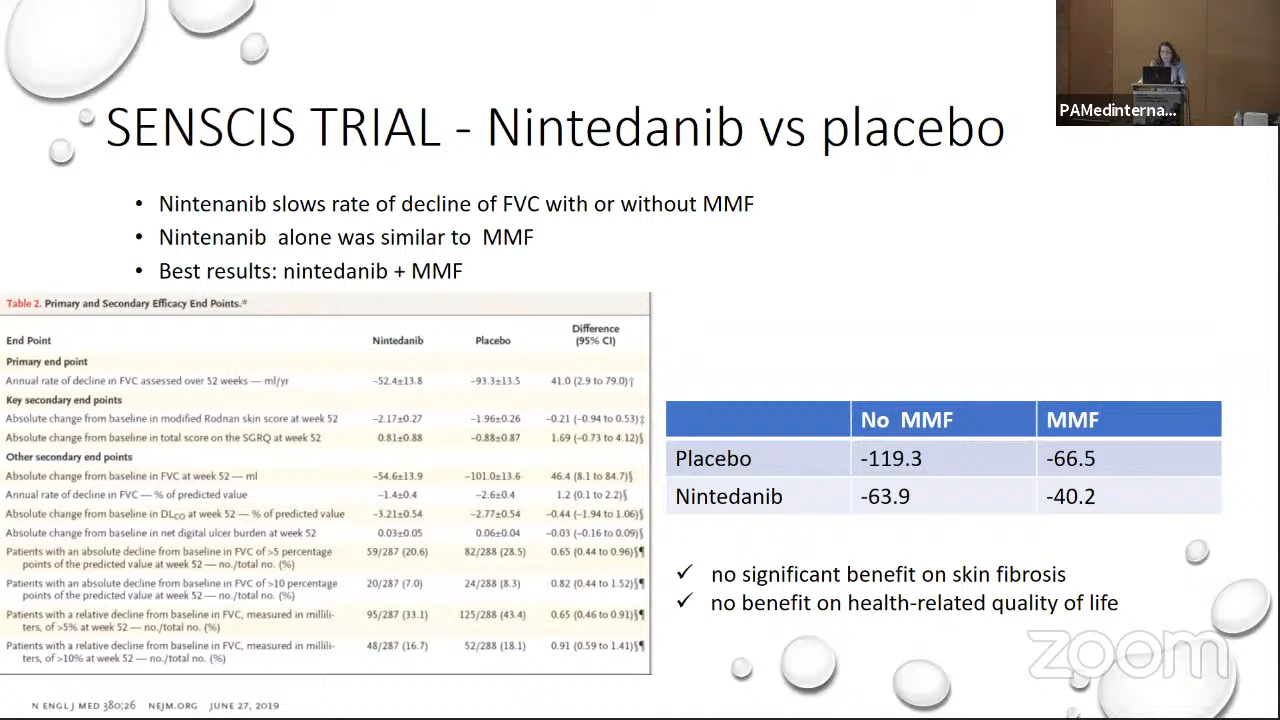 PAMedinterna...
SENSCIS TRIAL - Nintedanib vs placebo
• Nintenanib slows rate of decline of FVC with or without MMF
• Nintenanib alone was similar to MMF
• Best results: nintedanib + MMF
Table 2. Primary and Secondary Efficacy End Points.*
End Point Nintedanib Placebo Difference (95% CI)
Primary end point
Annual rate of decline in FVC assessed over 52 weeks — ml/yr −52.4±13.8 −93.3±13.5 41.0 (2.9 to 79.0)†
Key secondary end points
Absolute change from baseline in modified Rodnan skin score at week 52 −2.17±0.27 −1.96±0.26 −0.21 (−0.94 to 0.53)‡
Absolute change from baseline in total score on the SGRQ at week 52 0.81±0.88 −0.88±0.87 1.69 (−0.73 to 4.12)§
Other secondary end points
Absolute change from baseline in FVC at week 52 — ml −54.6±13.9 −101.0±13.6 46.4 (8.1 to 84.7)§
Annual rate of decline in FVC — % of predicted value −1.4±0.4 −2.6±0.4 1.2 (0.1 to 2.2)§
Absolute change from baseline in DLCO at week 52 — % of predicted value −3.21±0.54 −2.77±0.54 −0.44 (−1.94 to 1.06)§
Absolute change from baseline in net digital ulcer burden at week 52 0.03±0.05 0.06±0.04 −0.03 (−0.16 to 0.09)§
Patients with an absolute decline from baseline in FVC of >5 percentage 59/287 (20.6) 82/288 (28.5) 0.65 (0.44 to 0.96)§¶
points of the predicted value at week 52 — no./total no. (%)
Patients with an absolute decline from baseline in FVC of >10 percentage 20/287 (7.0) 24/288 (8.3) 0.82 (0.44 to 1.52)§¶
points of the predicted value at week 52 — no./total no. (%)
Patients with a relative decline from baseline in FVC, measured in millili- 95/287 (33.1) 125/288 (43.4) 0.65 (0.46 to 0.91)§¶
ters, of >5% at week 52 — no./total no. (%)
Patients with a relative decline from baseline in FVC, measured in millili- 48/287 (16.7) 52/288 (18.1) 0.91 (0.59 to 1.41)§¶
ters, of >10% at week 52 — no./total no. (%)
No MMF MMF
Placebo -119.3 -66.5
Nintedanib -63.9 -40.2
✓ no significant benefit on skin fibrosis
✓ no benefit on health-related quality of life
zoom
N ENGL J MED 380;26 NEJM.ORG JUNE 27, 2019